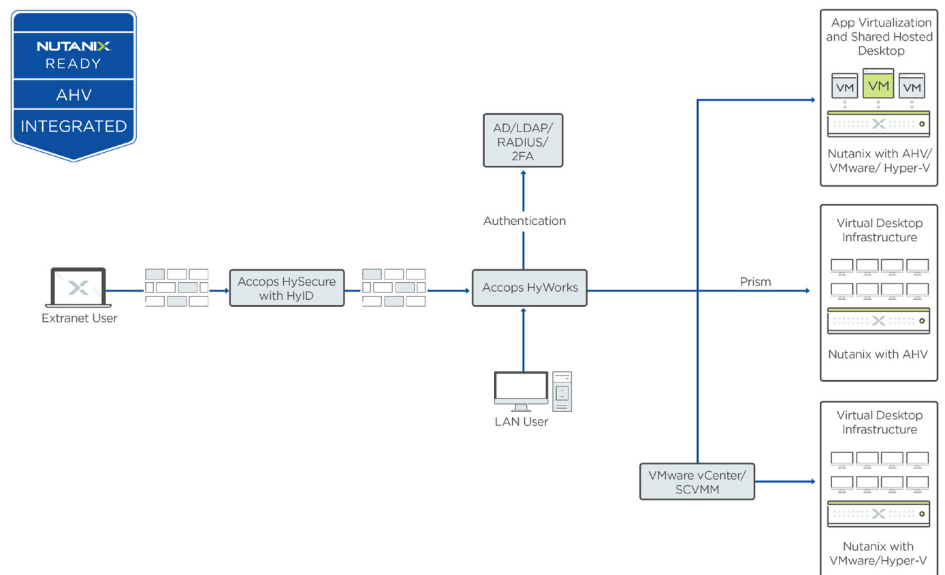 NUTANIX
READY
AHV
INTEGRATED
App Virtualization
and Shared Hosted
Desktop
VM
VM
VM
Nutanix with AHV/
VMware/ Hyper-V
AD/LDAP/
RADIUS/
2FA
Authentication
Virtual Desktop
Infrastructure
Nutanix with AHV
Extranet User
Accops HySecure
with HyID
Accops HyWorks
Prism
LAN User
VMware vCenter/
SCVMM
Virtual Desktop
Infrastructure
Nutanix with
VMware/Hyper-V